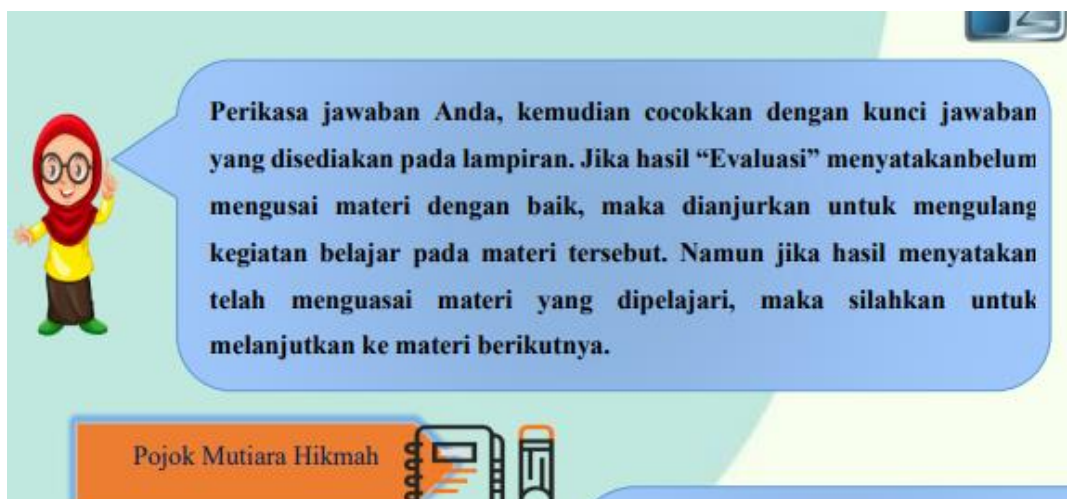 Perikasa jawaban Anda, kemudian cocokkan dengan kunci jawaban
yang disediakan pada lampiran. Jika hasil “Evaluasi” menyatakanbelum
mengusai materi dengan baik, maka dianjurkan untuk mengulang
kegiatan belajar pada materi tersebut. Namun jika hasil menyatakan
telah menguasai materi yang dipelajari, maka silahkan untuk
melanjutkan ke materi berikutnya.
Pojok Mutiara Hikmah